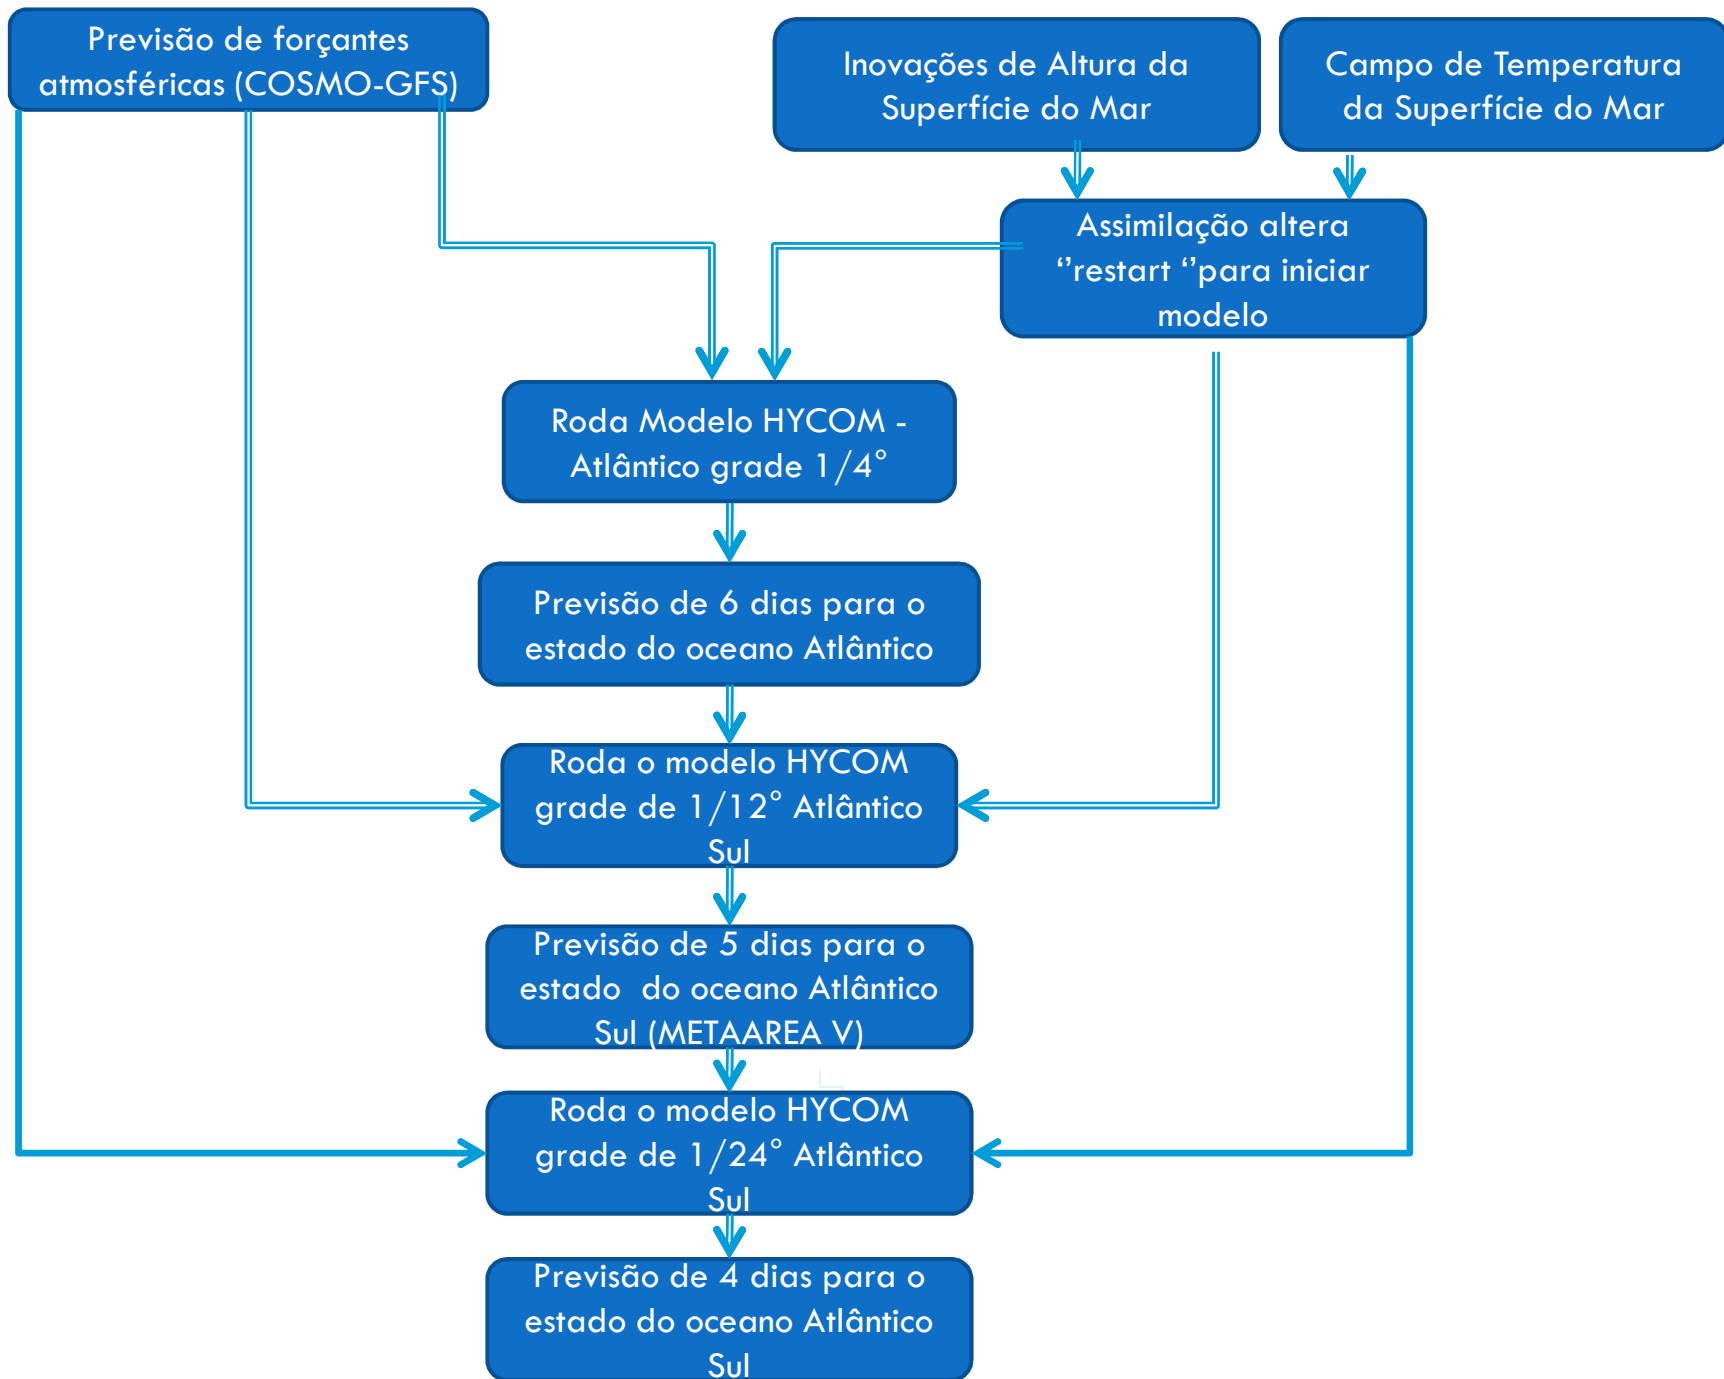 Previsão de forçantes
atmosféricas (COSMO-GFS)
Inovações de Altura da
Superfície do Mar
Campo de Temperatura
da Superfície do Mar
Assimilação altera
‘’restart ‘’para iniciar
modelo
Roda Modelo HYCOM -
Atlântico grade 1/4°
Previsão de 6 dias para o
estado do oceano Atlântico
Roda o modelo HYCOM
grade de 1/12° Atlântico
Sul
Previsão de 5 dias para o
estado  do oceano Atlântico
Sul (METAAREA V)
Roda o modelo HYCOM
grade de 1/24° Atlântico
Sul
Previsão de 4 dias para o
estado do oceano Atlântico
Sul